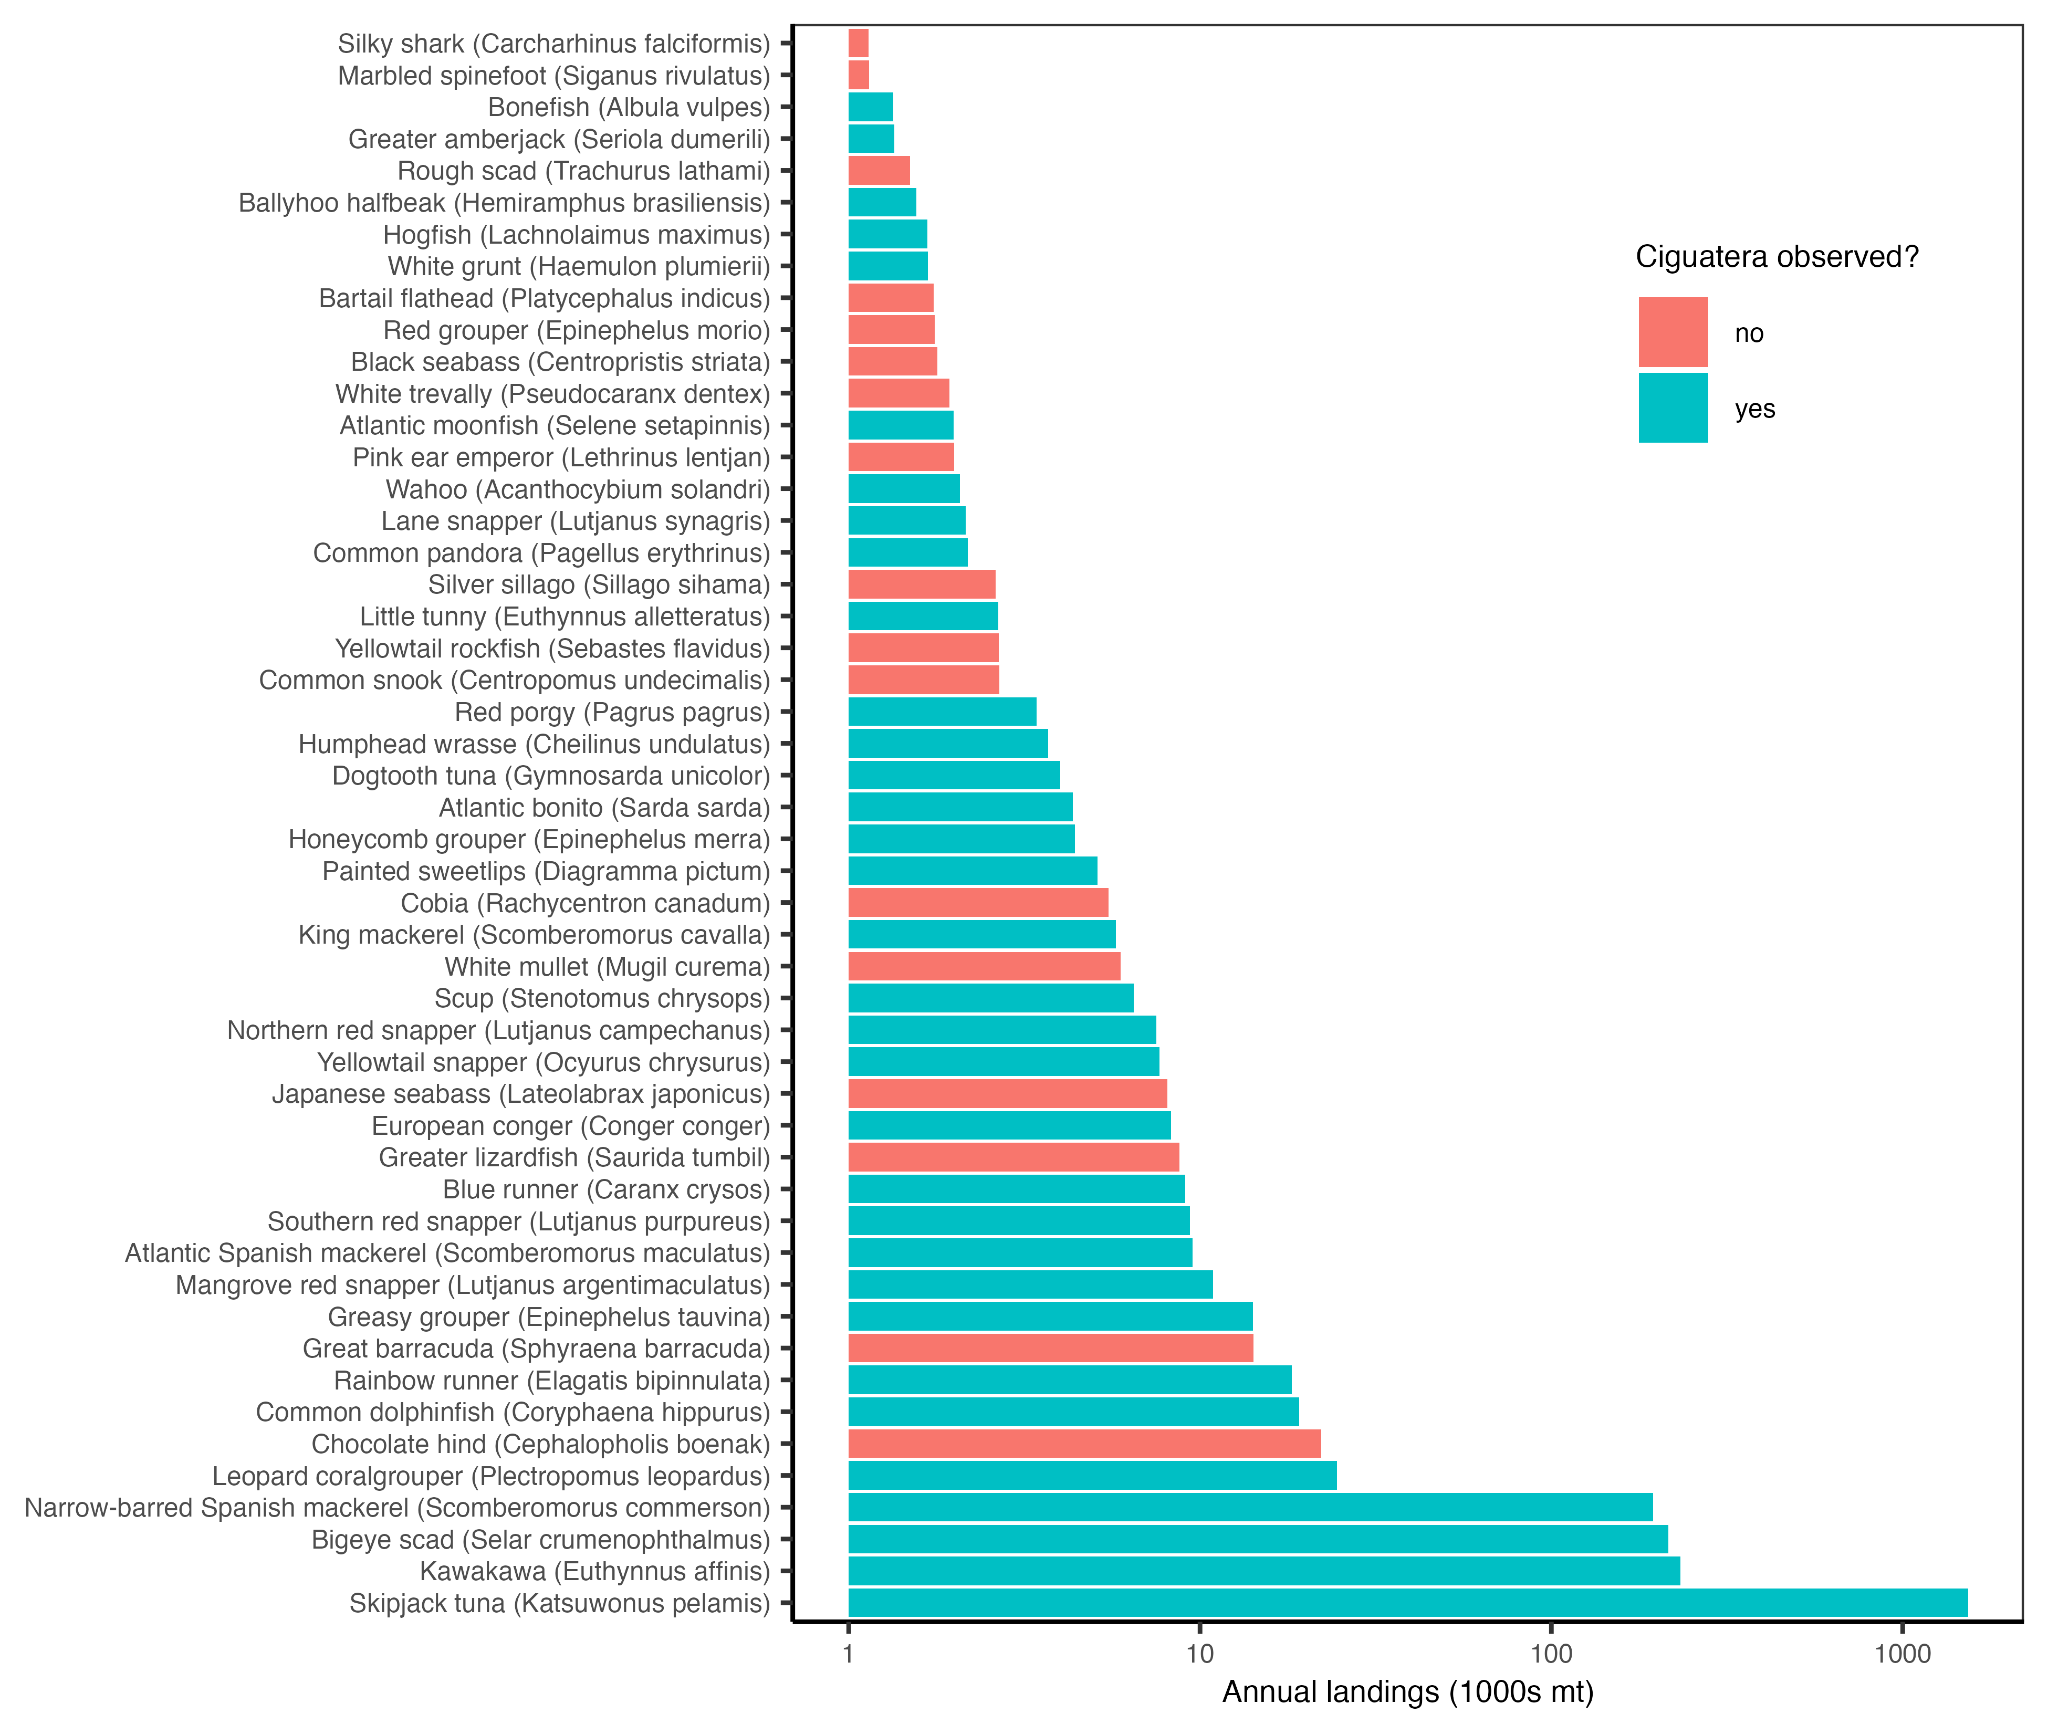 Silky shark (Carcharhinus falciformis)
Marbled spinefoot (Siganus rivulatus)
Bonefish (Albula vulpes)
Greater amberjack (Seriola dumerili)
Rough scad (Trachurus lathami)
Ballyhoo halfbeak (Hemiramphus brasiliensis)
Hogfish (Lachnolaimus maximus)
White grunt (Haemulon plumierii)
Bartail flathead (Platycephalus indicus)
Red grouper (Epinephelus morio)
Black seabass (Centropristis striata)
White trevally (Pseudocaranx dentex)
Atlantic moonfish (Selene setapinnis)
Pink ear emperor (Lethrinus lentjan)
Wahoo (Acanthocybium solandri)
Lane snapper (Lutjanus synagris)
Common pandora (Pagellus erythrinus)
Silver sillago (Sillago sihama)
Little tunny (Euthynnus alletteratus)
Yellowtail rockfish (Sebastes flavidus)
Common snook (Centropomus undecimalis)
Red porgy (Pagrus pagrus)
Humphead wrasse (Cheilinus undulatus)
Dogtooth tuna (Gymnosarda unicolor)
Atlantic bonito (Sarda sarda)
Honeycomb grouper (Epinephelus merra)
Painted sweetlips (Diagramma pictum)
Cobia (Rachycentron canadum)
King mackerel (Scomberomorus cavalla)
White mullet (Mugil curema)
Scup (Stenotomus chrysops)
Northern red snapper (Lutjanus campechanus)
Yellowtail snapper (Ocyurus chrysurus)
Japanese seabass (Lateolabrax japonicus)
European conger (Conger conger)
Greater lizardfish (Saurida tumbil)
Blue runner (Caranx crysos)
Southern red snapper (Lutjanus purpureus)
Atlantic Spanish mackerel (Scomberomorus maculatus)
Mangrove red snapper (Lutjanus argentimaculatus)
Greasy grouper (Epinephelus tauvina)
Great barracuda (Sphyraena barracuda)
Rainbow runner (Elagatis bipinnulata)
Common dolphinfish (Coryphaena hippurus)
Chocolate hind (Cephalopholis boenak)
Leopard coralgrouper (Plectropomus leopardus)
Narrow-barred Spanish mackerel (Scomberomorus commerson)
Bigeye scad (Selar crumenophthalmus)
Kawakawa (Euthynnus affinis)
Skipjack tuna (Katsuwonus pelamis)
Ciguatera observed?
no
yes
1 10 100 1000
Annual landings (1000s mt)